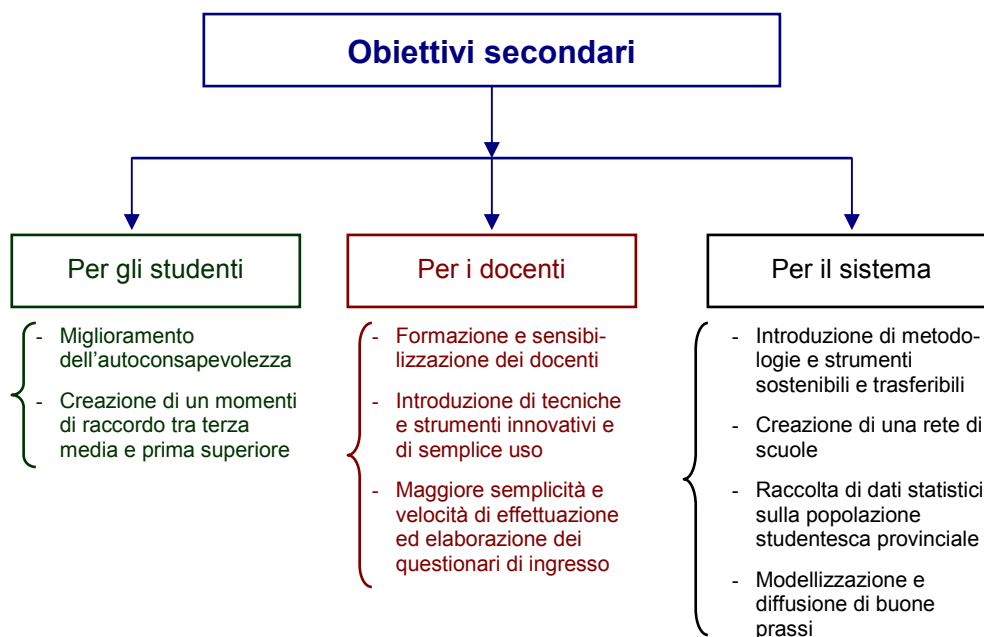 Obiettivi secondari
Per gli studenti
- Miglioramento
dell'autoconsapevolezza
- Creazione di un momenti
di raccordo tra terza
media e prima superiore
Per i docenti
- Formazione e sensibi-
lizzazione dei docenti
- Introduzione di tecniche
e strumenti innovativi e
di semplice uso
- Maggiore semplicità e
velocità di effettuazione
ed elaborazione dei
questionari di ingresso
Per il sistema
- Introduzione di metodo-
logie e strumenti
sostenibili e trasferibili
- Creazione di una rete di
scuole
- Raccolta di dati statistici
sulla popolazione
studentesca provinciale
- Modellizzazione e
diffusione di buone
prassi